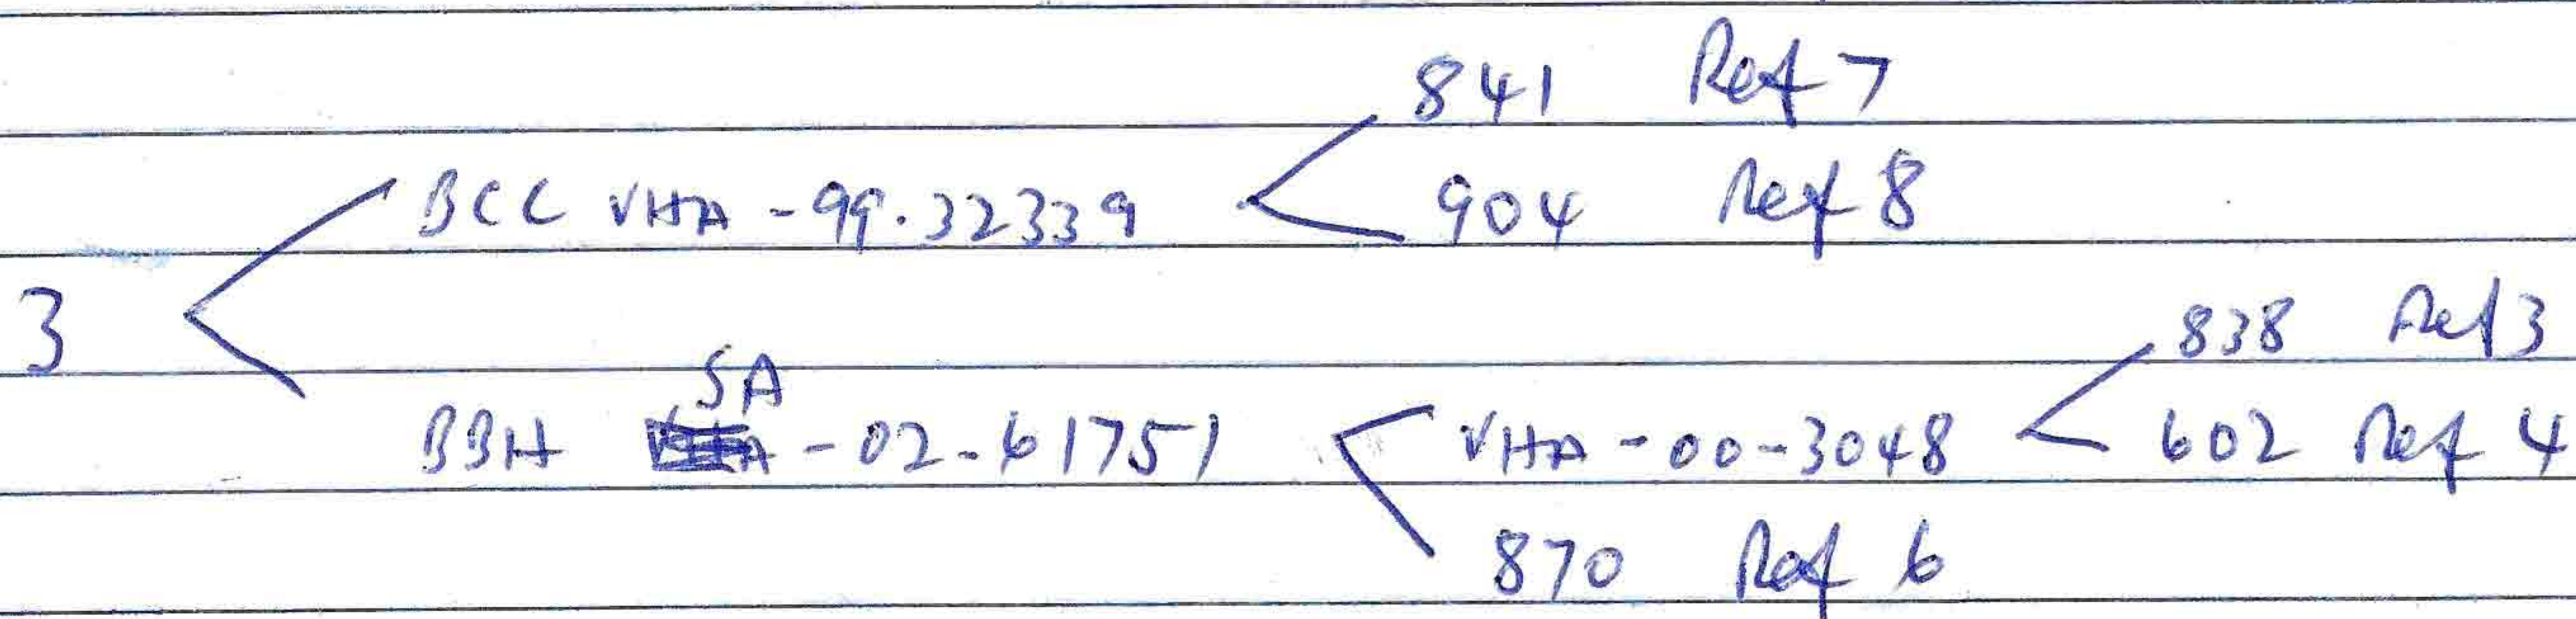 841 Ref 7
BCC VHA - 99.32339 904 Ref 8
3 838 Ref 3
SA
BBH - 02-61751 VHA - 00-3048 602 Ref 4
870 Ref 6